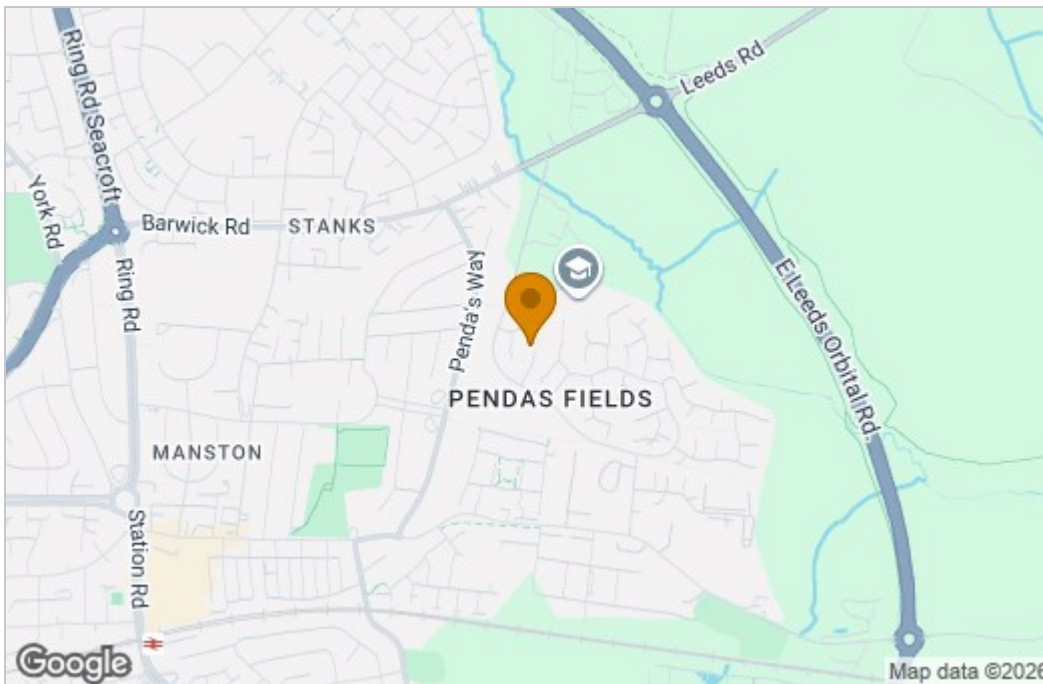 Ring Rd Seacroft
Leeds Rd
York Rd
Barwick Rd
STANKS
Ring Rd
Penda's Way
E Leeds Orbital Rd
PENDAS FIELDS
MANSTON
Station Rd
Google
Map data ©2026